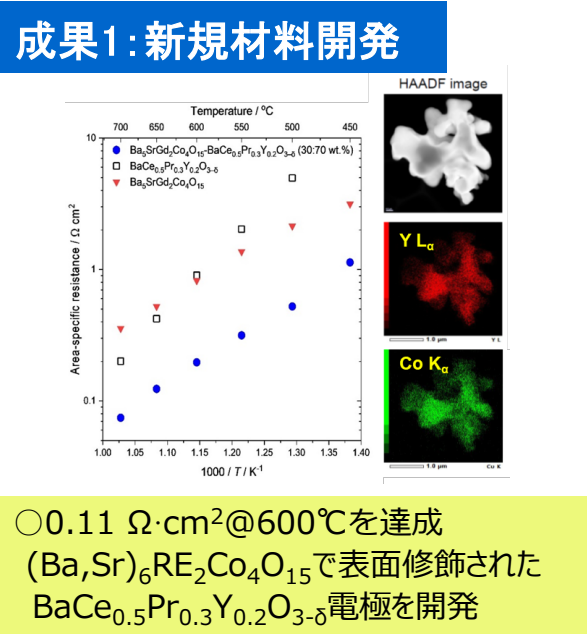 成果1:新規材料開発
HAADF image
Temperature / ℃
700 650 600 550 500 450
Ba₅SrGd₂Co₄O₁₅-BaCe₀.₅Pr₀.₃Y₀.₂O₃₋δ (30:70 wt.%)
BaCe₀.₅Pr₀.₃Y₀.₂O₃₋δ
Ba₅SrGd₂Co₄O₁₅
10
1
0.1
Area-specific resistance / Ω cm²
1.00 1.05 1.10 1.15 1.20 1.25 1.30 1.35 1.40
1000 / T / K⁻¹
Y Lα
1.0 μm
Y L
Co Kα
1.0 μm
Cu K
○0.11 Ω·cm²@600℃を達成
(Ba,Sr)₆RE₂Co₄O₁₅で表面修飾された
BaCe₀.₅Pr₀.₃Y₀.₂O₃₋δ電極を開発